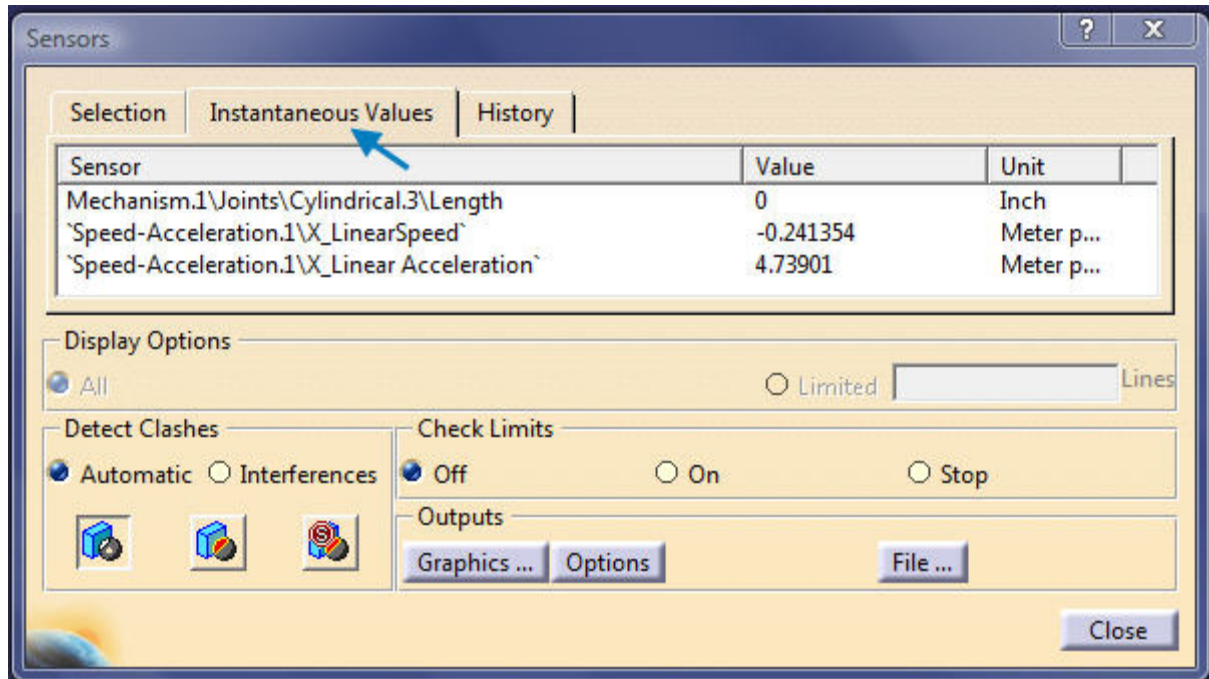 Sensors ? X
Selection Instantaneous Values History
Sensor Value Unit
Mechanism.1\Joints\Cylindrical.3\Length 0 Inch
`Speed-Acceleration.1\X_LinearSpeed` -0.241354 Meter p...
`Speed-Acceleration.1\X_Linear Acceleration` 4.73901 Meter p...
Display Options
All Limited Lines
Detect Clashes Check Limits
Automatic Interferences Off On Stop
S
Outputs
Graphics ... Options File ...
Close